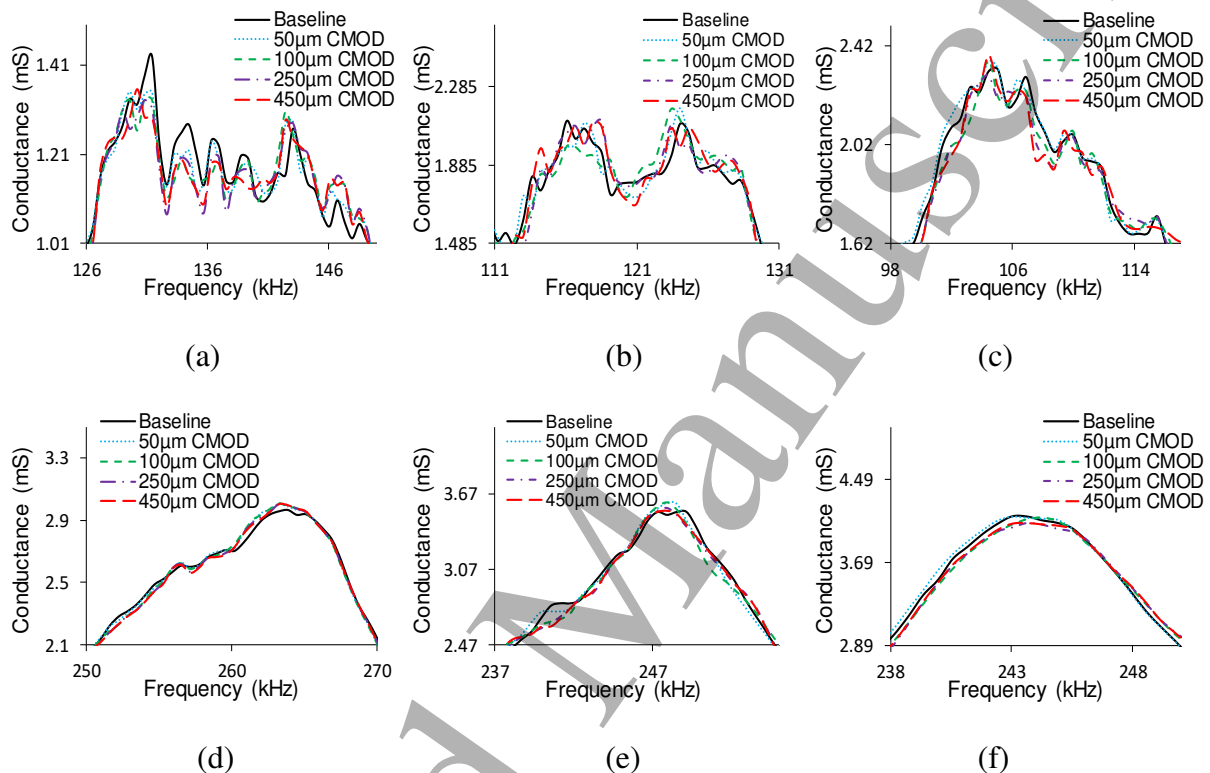 Baseline
50µm CMOD
100µm CMOD
250µm CMOD
450µm CMOD
Conductance (mS)
1.41
1.21
1.01
126
136
146
Frequency (kHz)
(a)
Baseline
50µm CMOD
100µm CMOD
250µm CMOD
450µm CMOD
Conductance (mS)
2.285
1.885
1.485
111
121
131
Frequency (kHz)
(b)
Baseline
50µm CMOD
100µm CMOD
250µm CMOD
450µm CMOD
Conductance (mS)
2.42
2.02
1.62
98
106
114
Frequency (kHz)
(c)
Baseline
50µm CMOD
100µm CMOD
250µm CMOD
450µm CMOD
Conductance (mS)
3.3
2.9
2.5
2.1
250
260
270
Frequency (kHz)
(d)
Baseline
50µm CMOD
100µm CMOD
250µm CMOD
450µm CMOD
Conductance (mS)
3.67
3.07
2.47
237
247
Frequency (kHz)
(e)
Baseline
50µm CMOD
100µm CMOD
250µm CMOD
450µm CMOD
Conductance (mS)
4.49
3.69
2.89
238
243
248
Frequency (kHz)
(f)